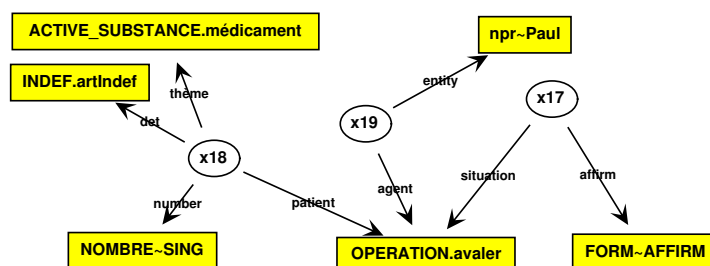 ACTIVE_SUBSTANCE.médicament
npr~Paul
INDEF.artIndef
theme
entity
x17
det
x19
x18
situation
affirm
agent
number
patient
NOMBRE~SING
OPERATION.avaler
FORM~AFFIRM